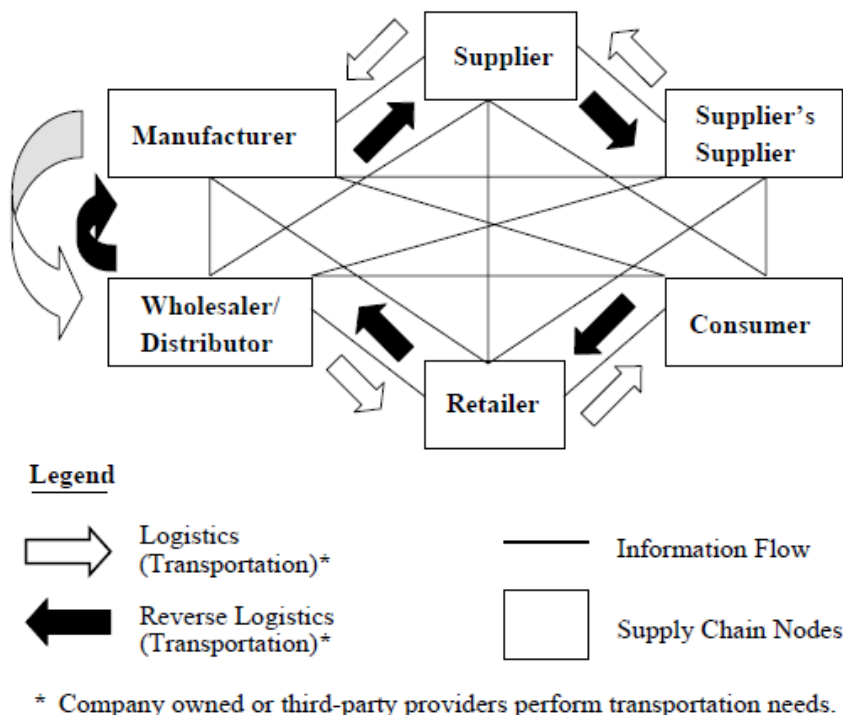 Supplier
Manufacturer
Supplier's
Supplier
Wholesaler/
Distributor
Consumer
Retailer
Legend
Logistics
(Transportation)*
Information Flow
Reverse Logistics
(Transportation)*
Supply Chain Nodes
* Company owned or third-party providers perform transportation needs.